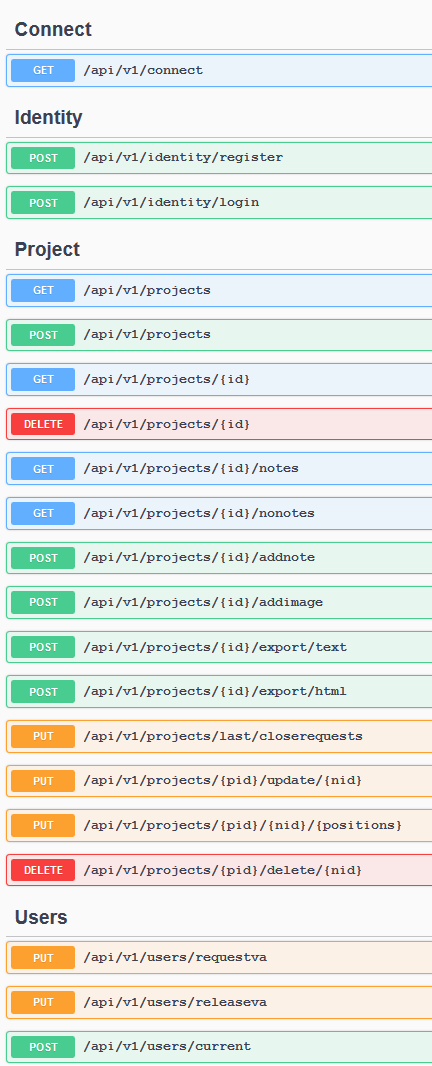 Connect
GET /api/v1/connect
Identity
POST /api/v1/identity/register
POST /api/v1/identity/login
Project
GET /api/v1/projects
POST /api/v1/projects
GET /api/v1/projects/{id}
DELETE /api/v1/projects/{id}
GET /api/v1/projects/{id}/notes
GET /api/v1/projects/{id}/nonotes
POST /api/v1/projects/{id}/addnote
POST /api/v1/projects/{id}/addimage
POST /api/v1/projects/{id}/export/text
POST /api/v1/projects/{id}/export/html
PUT /api/v1/projects/last/closerequests
PUT /api/v1/projects/{pid}/update/{nid}
PUT /api/v1/projects/{pid}/{nid}/{positions}
DELETE /api/v1/projects/{pid}/delete/{nid}
Users
PUT /api/v1/users/requestva
PUT /api/v1/users/releaseva
POST /api/v1/users/current